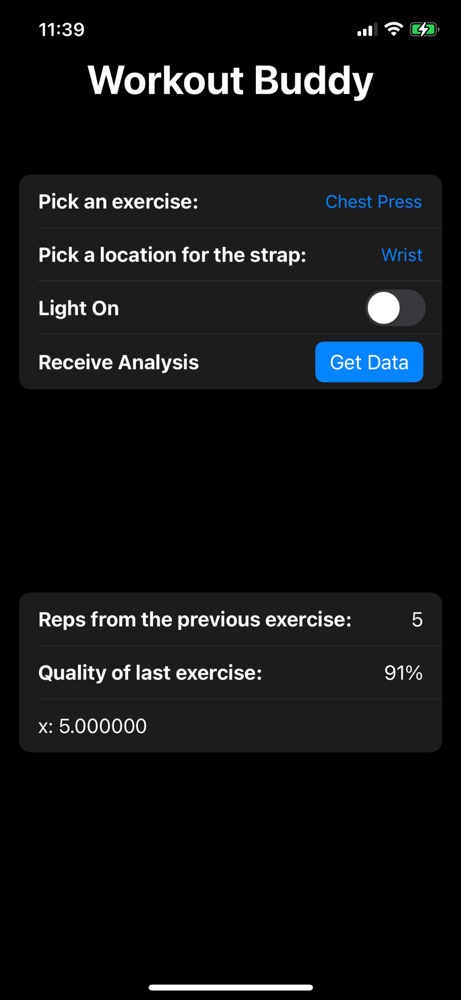 11:39
Workout Buddy
Pick an exercise: Chest Press
Pick a location for the strap: Wrist
Light On
Receive Analysis Get Data
Reps from the previous exercise: 5
Quality of last exercise: 91%
x: 5.000000